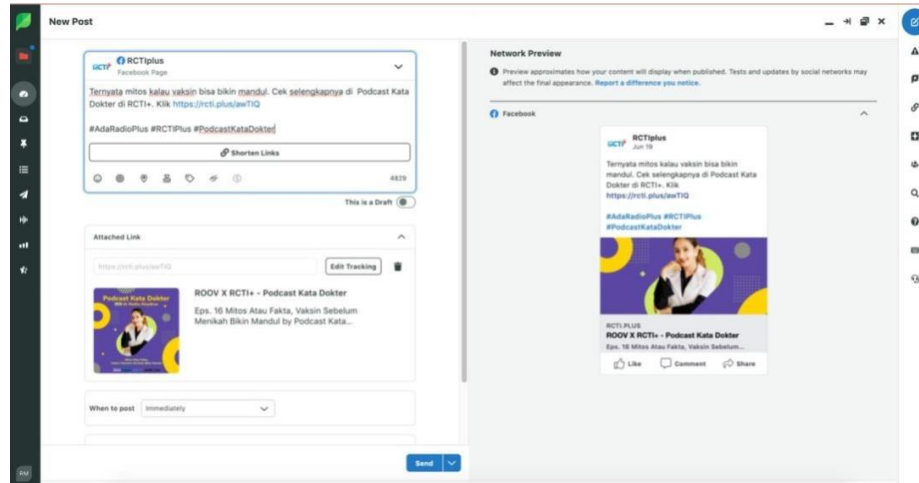 New Post
RCTI+
RCTIplus
Facebook Page
Ternyata mitos kalau vaksin bisa bikin mandul. Cek selengkapnya di Podcast Kata
Dokter di RCTI+. Klik https://rcti.plus/awTIQ
#AdaRadioPlus #RCTIPlus #PodcastKataDokter
Shorten Links
4829
This is a Draft
Attached Link
https://rcti.plus/awTIQ
Edit Tracking
Podcast Kata Dokter
ROOV X RCTI+ - Podcast Kata Dokter
Eps. 16 Mitos Atau Fakta, Vaksin Sebelum
Menikah Bikin Mandul by Podcast Kata...
When to post
Immediately
Send
RM
Network Preview
Preview approximates how your content will display when published. Tests and updates by social networks may
affect the final appearance. Report a difference you notice.
Facebook
RCTI+
RCTIplus
Jun 19
Ternyata mitos kalau vaksin bisa bikin
mandul. Cek selengkapnya di Podcast Kata
Dokter di RCTI+. Klik
https://rcti.plus/awTIQ
#AdaRadioPlus #RCTIPlus
#PodcastKataDokter
RCTI.PLUS
ROOV X RCTI+ - Podcast Kata Dokter
Eps. 16 Mitos Atau Fakta, Vaksin Sebelum...
Like
Comment
Share